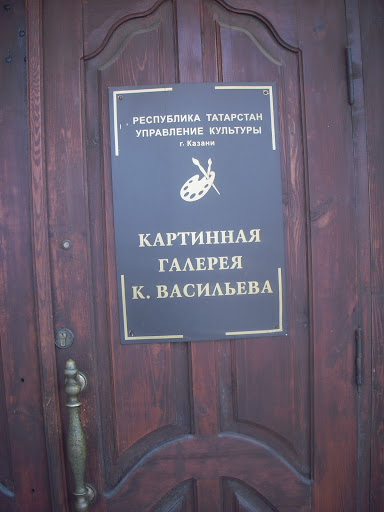 РЕСПУБЛИКА ТАТАРСТАН
УПРАВЛЕНИЕ КУЛЬТУРЫ
г. Казани
КАРТИННАЯ
ГАЛЕРЕЯ
К. ВАСИЛЬЕВА